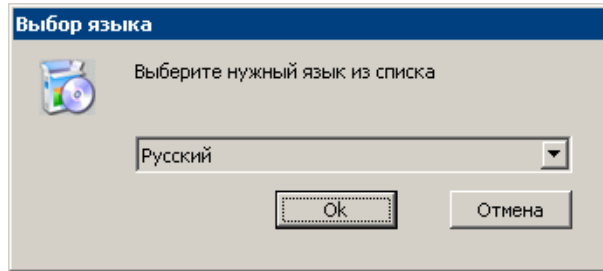 Выбор языка
Выберите нужный язык из списка
Русский
Ok
Отмена